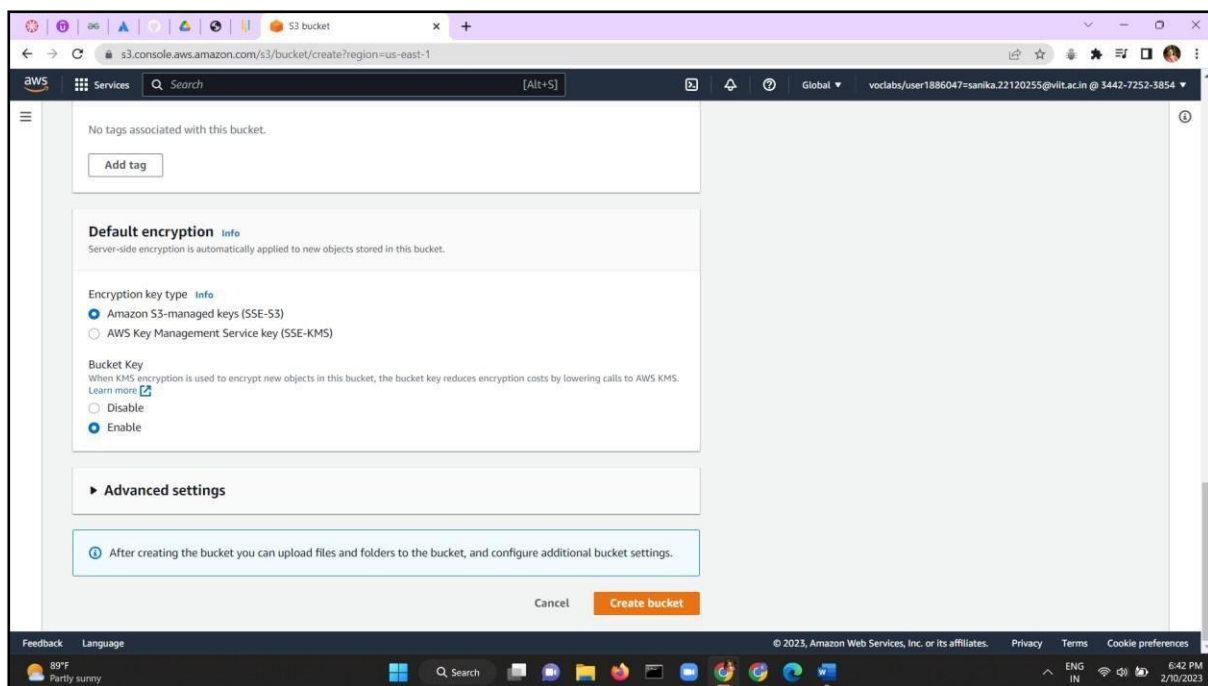 S3 bucket
s3.console.aws.amazon.com/s3/bucket/create?region=us-east-1
aws Services Search [Alt+S] Global voclabs/user1886047=sanika.22120255@viit.ac.in @ 3442-7252-3854
No tags associated with this bucket.
Add tag
Default encryption Info
Server-side encryption is automatically applied to new objects stored in this bucket.
Encryption key type Info
Amazon S3-managed keys (SSE-S3)
AWS Key Management Service key (SSE-KMS)
Bucket Key
When KMS encryption is used to encrypt new objects in this bucket, the bucket key reduces encryption costs by lowering calls to AWS KMS.
Learn more
Disable
Enable
Advanced settings
After creating the bucket you can upload files and folders to the bucket, and configure additional bucket settings.
Cancel Create bucket
Feedback Language © 2023, Amazon Web Services, Inc. or its affiliates. Privacy Terms Cookie preferences
89°F
Partly sunny
Search
ENG
IN
6:42 PM
2/10/2023